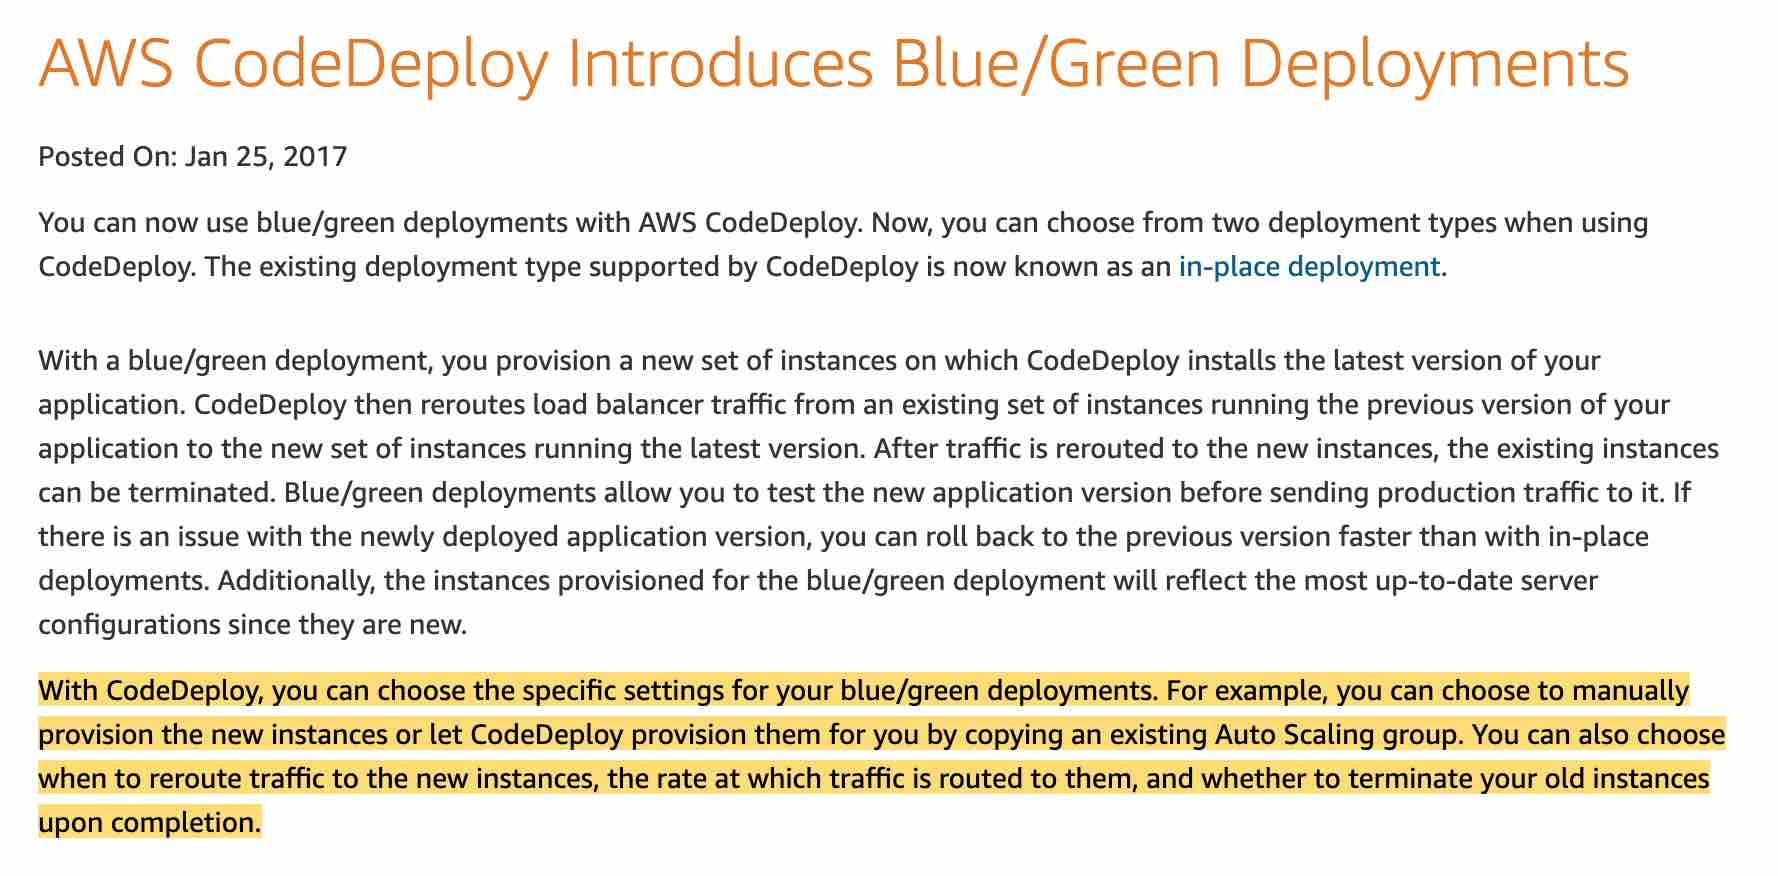 AWS CodeDeploy Introduces Blue/Green Deployments
Posted On: Jan 25, 2017
You can now use blue/green deployments with AWS CodeDeploy. Now, you can choose from two deployment types when using
CodeDeploy. The existing deployment type supported by CodeDeploy is now known as an in-place deployment.
With a blue/green deployment, you provision a new set of instances on which CodeDeploy installs the latest version of your
application. CodeDeploy then reroutes load balancer traffic from an existing set of instances running the previous version of your
application to the new set of instances running the latest version. After traffic is rerouted to the new instances, the existing instances
can be terminated. Blue/green deployments allow you to test the new application version before sending production traffic to it. If
there is an issue with the newly deployed application version, you can roll back to the previous version faster than with in-place
deployments. Additionally, the instances provisioned for the blue/green deployment will reflect the most up-to-date server
configurations since they are new.
With CodeDeploy, you can choose the specific settings for your blue/green deployments. For example, you can choose to manually
provision the new instances or let CodeDeploy provision them for you by copying an existing Auto Scaling group. You can also choose
when to reroute traffic to the new instances, the rate at which traffic is routed to them, and whether to terminate your old instances
upon completion.